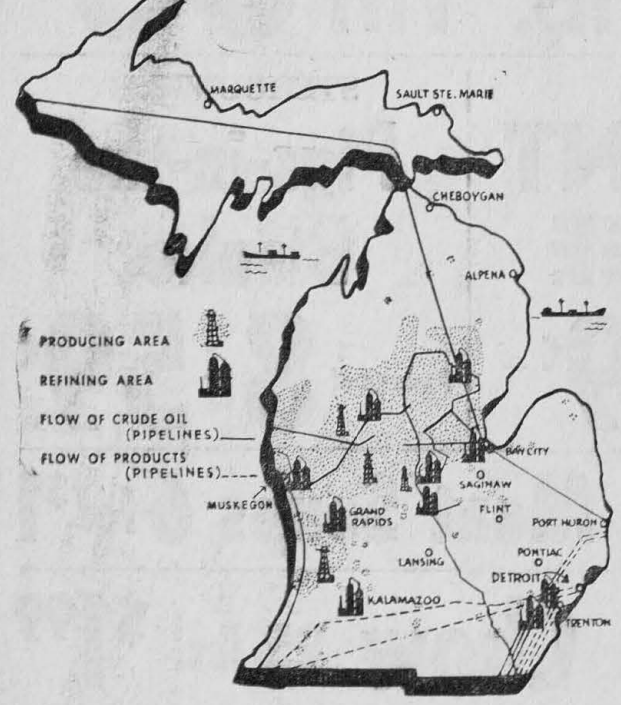 MARQUETTE
SAULT STE. MARIE
CHEBOYGAN
ALPENA
PRODUCING AREA
REFINING AREA
FLOW OF CRUDE OIL
(PIPELINES)
FLOW OF PRODUCTS
(PIPELINES)
BAY CITY
SAGINAW
MUSKEGON
GRAND
RAPIDS
FLINT
PORT HURON
LANSING
PONTIAC
DETROIT
KALAMAZOO
TRENTON